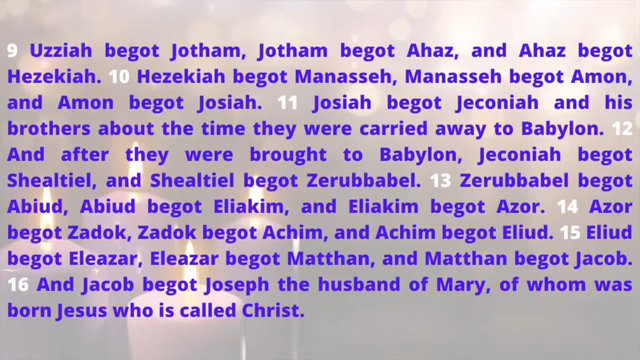 9 Uzziah begot Jotham, Jotham begot Ahaz, and Ahaz begot
Hezekiah. 10 Hezekiah begot Manasseh, Manasseh begot Amon,
and Amon begot Josiah. 11 Josiah begot Jeconiah and his
brothers about the time they were carried away to Babylon. 12
And after they were brought to Babylon, Jeconiah begot
Shealtiel, and Shealtiel begot Zerubbabel. 13 Zerubbabel begot
Abiud, Abiud begot Eliakim, and Eliakim begot Azor. 14 Azor
begot Zadok, Zadok begot Achim, and Achim begot Eliud. 15 Eliud
begot Eleazar, Eleazar begot Matthan, and Matthan begot Jacob.
16 And Jacob begot Joseph the husband of Mary, of whom was
born Jesus who is called Christ.